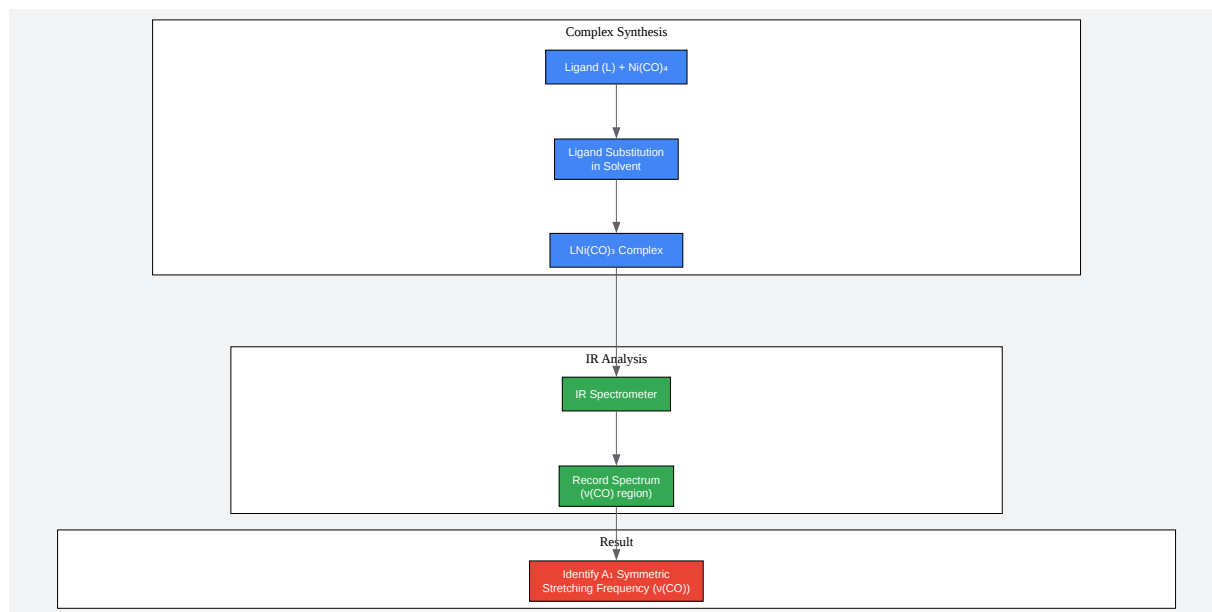 Complex Synthesis
Ligand (L) + Ni(CO)₄
Ligand Substitution
in Solvent
LNi(CO)₃ Complex
IR Analysis
IR Spectrometer
Record Spectrum
(ν(CO) region)
Result
Identify A₁ Symmetric
Stretching Frequency (ν(CO))